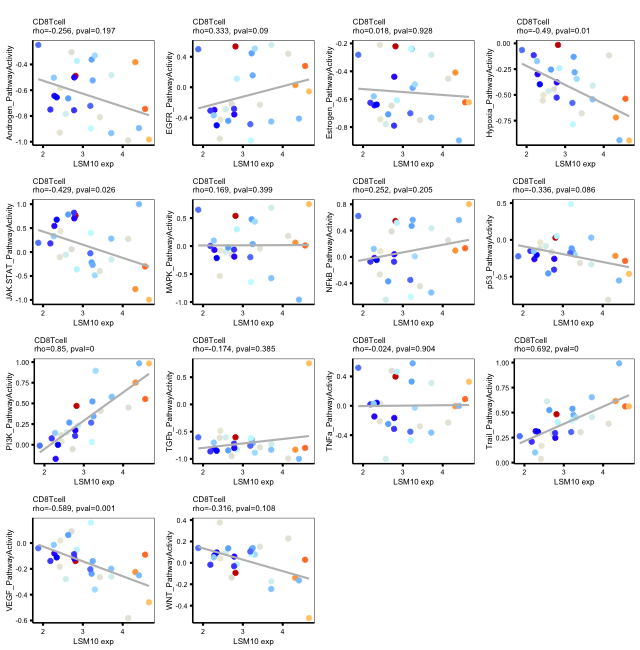 CD8Tcell
rho=-0.256, pval=0.197
Androgen_PathwayActivity
-0.4
-0.6
-0.8
-1.0
2 3 4
LSM10 exp
CD8Tcell
rho=0.333, pval=0.09
EGFR_PathwayActivity
0.4
0.0
-0.4
2 3 4
LSM10 exp
CD8Tcell
rho=0.018, pval=0.928
Estrogen_PathwayActivity
-0.2
-0.4
-0.6
-0.8
2 3 4
LSM10 exp
CD8Tcell
rho=-0.49, pval=0.01
Hypoxia_PathwayActivity
0.00
-0.25
-0.50
-0.75
2 3 4
LSM10 exp
CD8Tcell
rho=-0.429, pval=0.026
JAK.STAT_PathwayActivity
1.0
0.5
0.0
-0.5
-1.0
2 3 4
LSM10 exp
CD8Tcell
rho=0.169, pval=0.399
MAPK_PathwayActivity
0.5
0.0
-0.5
-1.0
2 3 4
LSM10 exp
CD8Tcell
rho=0.252, pval=0.205
NFkB_PathwayActivity
0.8
0.4
0.0
-0.4
2 3 4
LSM10 exp
CD8Tcell
rho=-0.336, pval=0.086
p53_PathwayActivity
0.5
0.0
-0.5
2 3 4
LSM10 exp
CD8Tcell
rho=0.85, pval=0
PI3K_PathwayActivity
1.00
0.75
0.50
0.25
0.00
2 3 4
LSM10 exp
CD8Tcell
rho=-0.174, pval=0.385
TGFb_PathwayActivity
0.5
0.0
-0.5
-1.0
2 3 4
LSM10 exp
CD8Tcell
rho=-0.024, pval=0.904
TNFa_PathwayActivity
0.4
0.0
-0.4
2 3 4
LSM10 exp
CD8Tcell
rho=0.692, pval=0
Trail_PathwayActivity
1.00
0.75
0.50
0.25
0.00
2 3 4
LSM10 exp
CD8Tcell
rho=-0.589, pval=0.001
VEGF_PathwayActivity
0.0
-0.2
-0.4
-0.6
2 3 4
LSM10 exp
CD8Tcell
rho=-0.316, pval=0.108
WNT_PathwayActivity
0.4
0.2
0.0
-0.2
-0.4
2 3 4
LSM10 exp